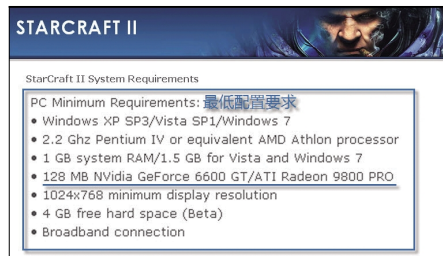 STARCRAFT II
StarCraft II System Requirements
PC Minimum Requirements: 最低配置要求
• Windows XP SP3/Vista SP1/Windows 7
• 2.2 Ghz Pentium IV or equivalent AMD Athlon processor
• 1 GB system RAM/1.5 GB for Vista and Windows 7
• 128 MB NVidia GeForce 6600 GT/ATI Radeon 9800 PRO
• 1024x768 minimum display resolution
• 4 GB free hard space (Beta)
• Broadband connection